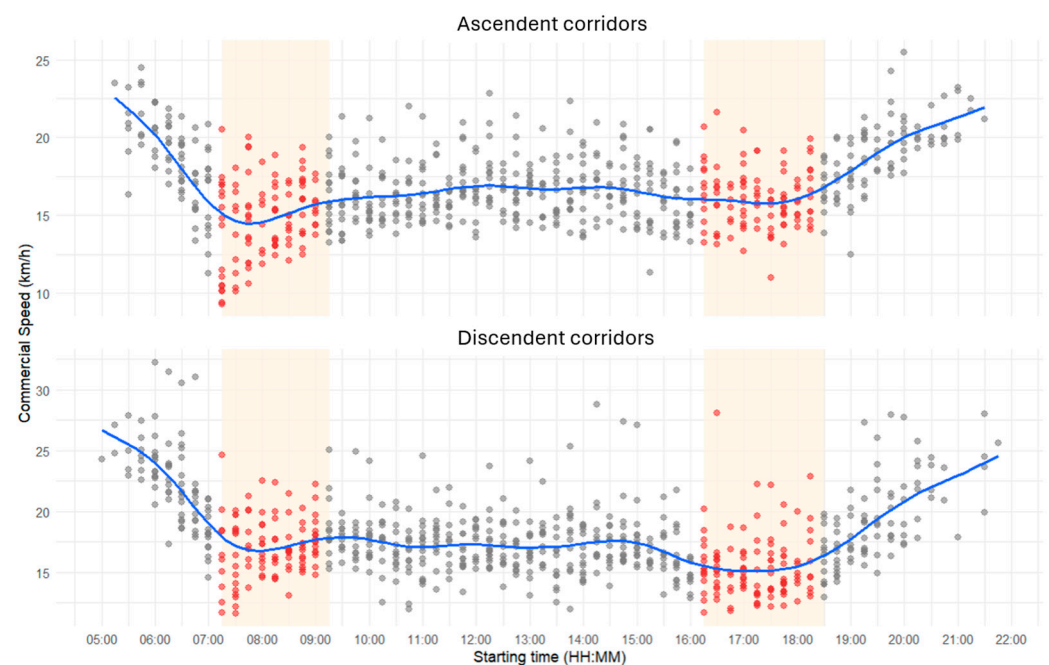 Ascendent corridors
25
20
15
10
Commercial Speed (km/h)
Discendent corridors
30
25
20
15
05:00 06:00 07:00 08:00 09:00 10:00 11:00 12:00 13:00 14:00 15:00 16:00 17:00 18:00 19:00 20:00 21:00 22:00
Starting time (HH:MM)